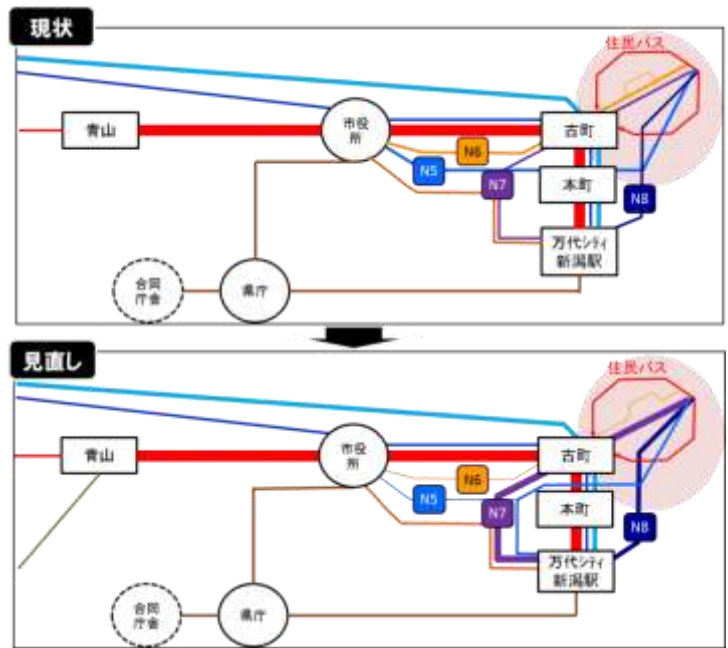 現状
住民バス
青山
市役
所
古町
N6
N5
N7
本町
N8
万代シティ
新潟駅
合同
庁舎
県庁
見直し
住民バス
青山
市役
所
古町
N6
N5
N7
本町
N8
万代シティ
新潟駅
合同
庁舎
県庁